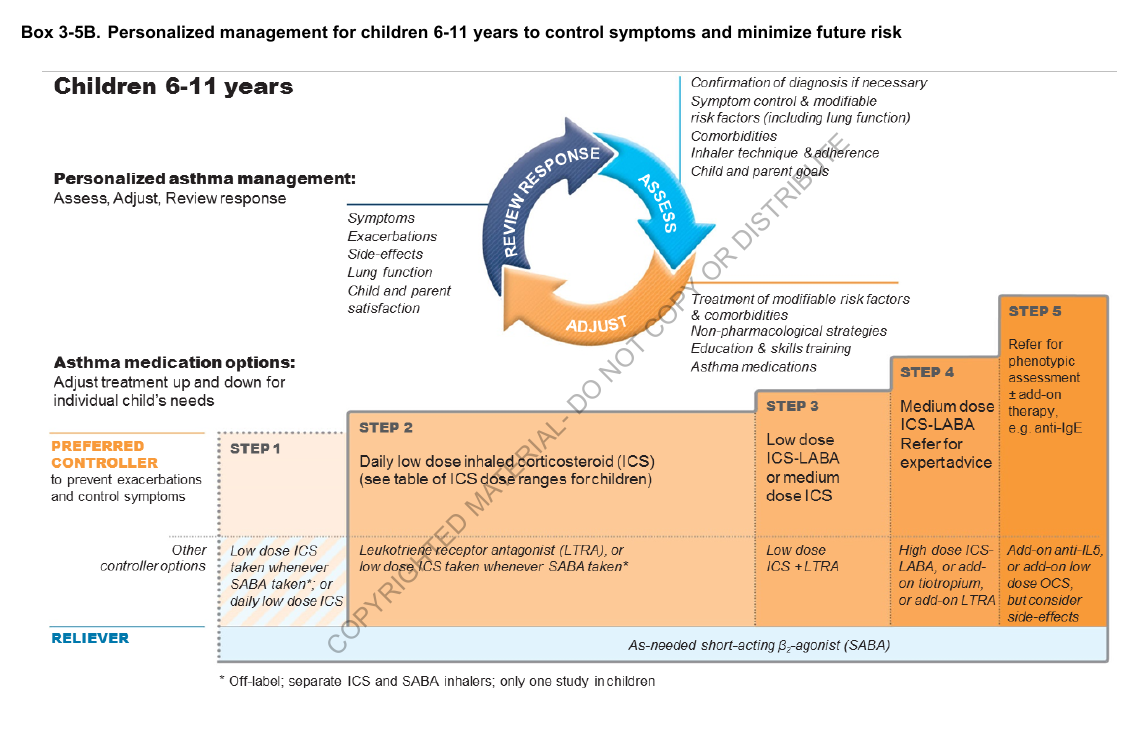 Box 3-5B. Personalized management for children 6-11 years to control symptoms and minimize future risk
Children 6-11 years
Confirmation of diagnosis if necessary
Symptom control & modifiable
risk factors (including lung function)
Comorbidities
Inhaler technique & adherence
Child and parent goals
Personalized asthma management:
Assess, Adjust, Review response
REVIEW RESPONSE
ASSESS
ADJUST
Symptoms
Exacerbations
Side-effects
Lung function
Child and parent
satisfaction
Treatment of modifiable risk factors
& comorbidities
Non-pharmacological strategies
Education & skills training
Asthma medications
Asthma medication options:
Adjust treatment up and down for
individual child's needs
PREFERRED
CONTROLLER
to prevent exacerbations
and control symptoms
STEP 1
STEP 2
Daily low dose inhaled corticosteroid (ICS)
(see table of ICS dose ranges for children)
STEP 3
Low dose
ICS-LABA
or medium
dose ICS
STEP 4
Medium dose
ICS-LABA
Refer for
expert advice
STEP 5
Refer for
phenotypic
assessment
± add-on
therapy,
e.g. anti-IgE
Other
controller options
Low dose ICS
taken whenever
SABA taken*; or
daily low dose ICS
Leukotriene receptor antagonist (LTRA), or
low dose ICS taken whenever SABA taken*
Low dose
ICS +LTRA
High dose ICS-
LABA, or add-
on tiotropium,
or add-on LTRA
Add-on anti-IL5,
or add-on low
dose OCS,
but consider
side-effects
RELIEVER
As-needed short-acting β2-agonist (SABA)
* Off-label; separate ICS and SABA inhalers; only one study in children
COPYRIGHTED MATERIAL- DO NOT COPY OR DISTRIBUTE